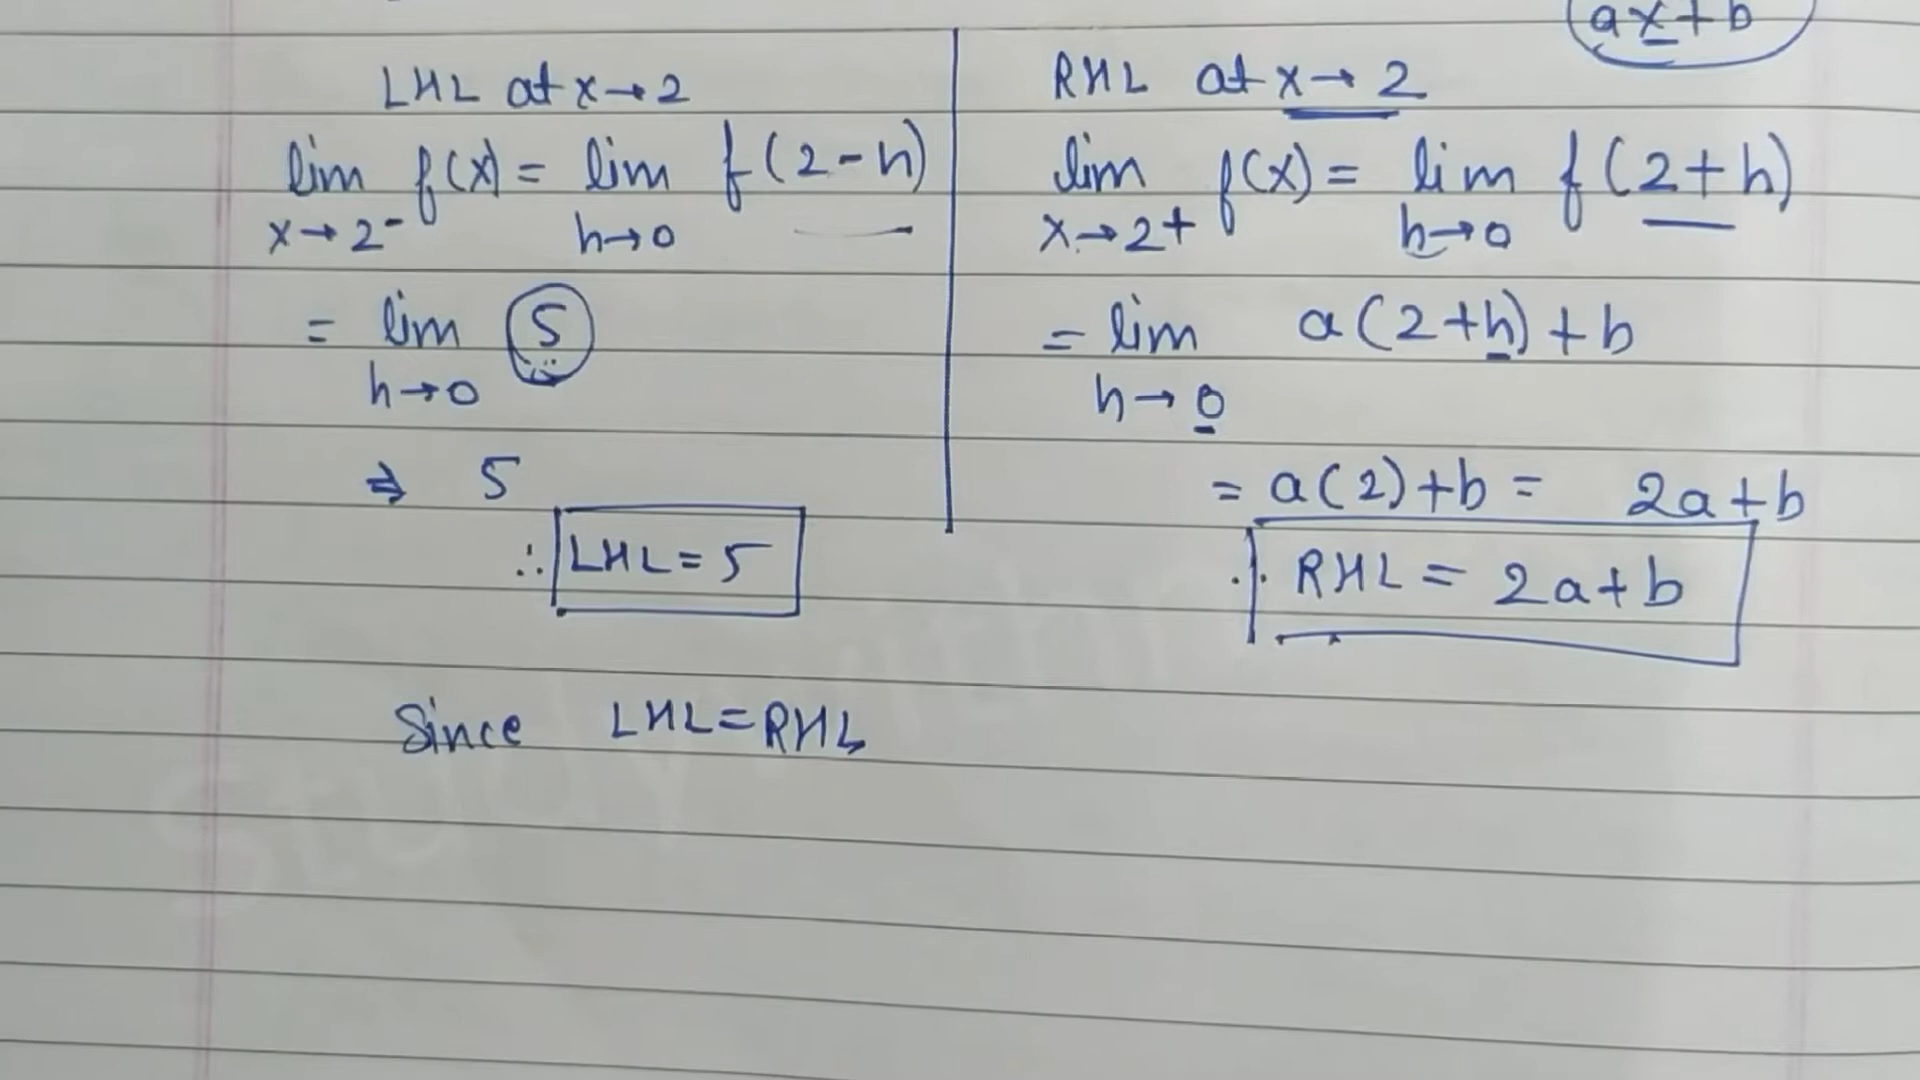 ax+b
LHL at x→2
lim f(x) = lim f(2-h)
x→2- h→0
= lim 5
h→0
⇒ 5
∴ LHL=5
RHL at x→2
lim f(x) = lim f(2+h)
x→2+ h→0
= lim a(2+h)+b
h→0
= a(2)+b = 2a+b
∴ RHL = 2a+b
Since LHL=RHL